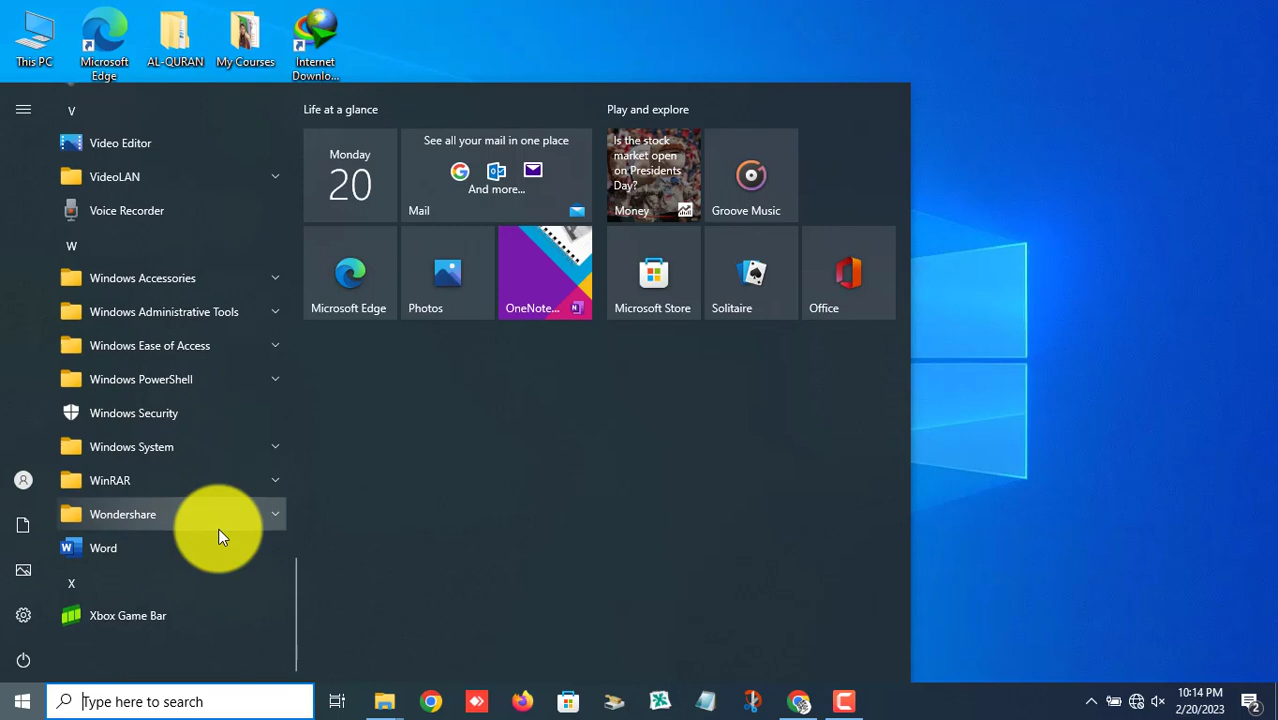 This PC
Microsoft
Edge
AL-QURAN
My Courses
Internet
Downlo...
V
Video Editor
VideoLAN
Voice Recorder
W
Windows Accessories
Windows Administrative Tools
Windows Ease of Access
Windows PowerShell
Windows Security
Windows System
WinRAR
Wondershare
Word
X
Xbox Game Bar
Life at a glance
Monday
20
See all your mail in one place
And more...
Mail
Microsoft Edge
Photos
OneNote...
Play and explore
Is the stock
market open
on Presidents
Day?
Money
Groove Music
Microsoft Store
Solitaire
Office
Type here to search
10:14 PM
2/20/2023
2